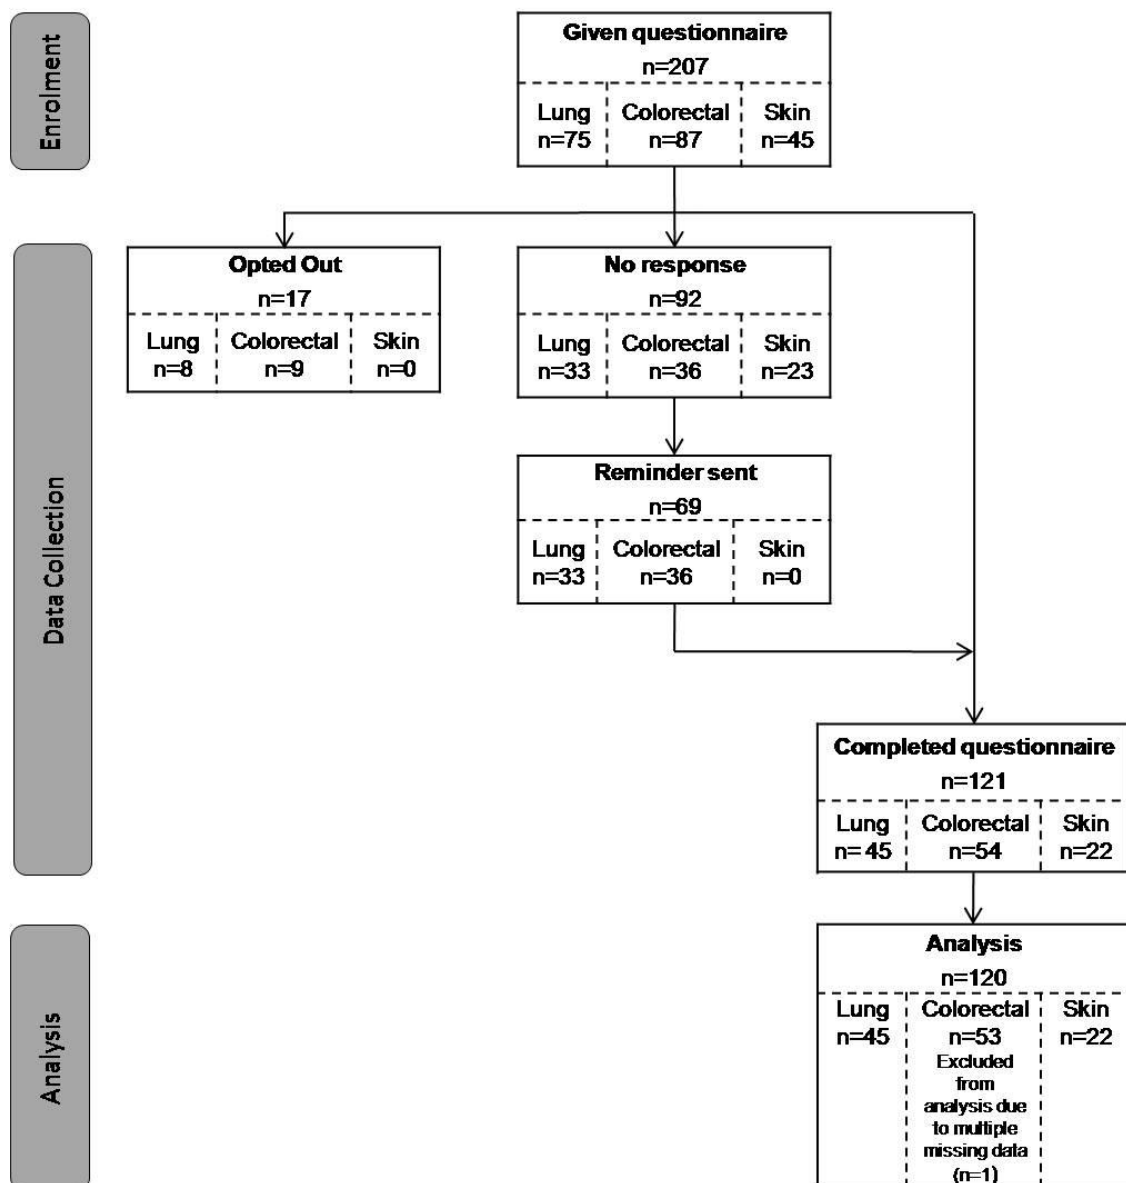 Enrolment
Given questionnaire
n=207
Lung Colorectal Skin
n=75 n=87 n=45
Data Collection
Opted Out
n=17
Lung Colorectal Skin
n=8 n=9 n=0
No response
n=92
Lung Colorectal Skin
n=33 n=36 n=23
Reminder sent
n=69
Lung Colorectal Skin
n=33 n=36 n=0
Completed questionnaire
n=121
Lung Colorectal Skin
n= 45 n=54 n=22
Analysis
Analysis
n=120
Lung Colorectal Skin
n=45 n=53 n=22
Excluded
from
analysis due
to multiple
missing data
(n=1)